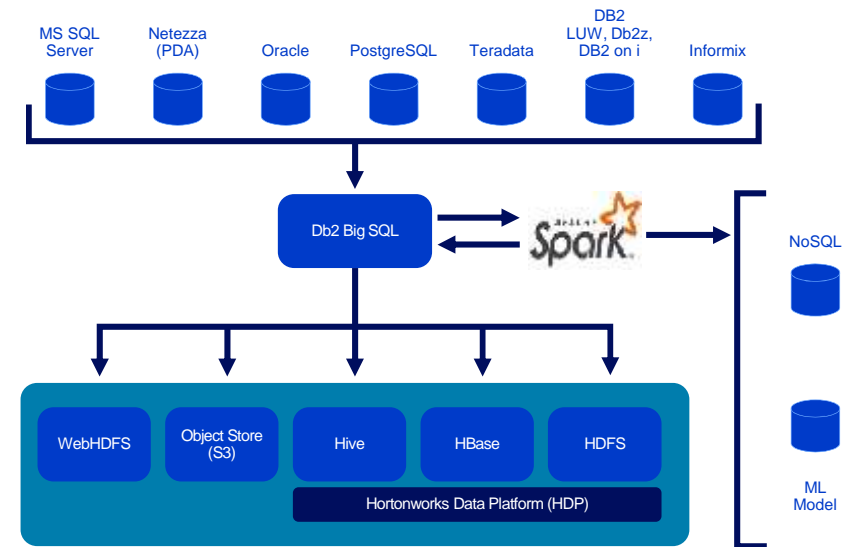 MS SQL
Server
Netezza
(PDA)
Oracle
PostgreSQL
Teradata
DB2
LUW, Db2z,
DB2 on i
Informix
Db2 Big SQL
Spark
NoSQL
WebHDFS
Object Store
(S3)
Hive
HBase
HDFS
Hortonworks Data Platform (HDP)
ML
Model